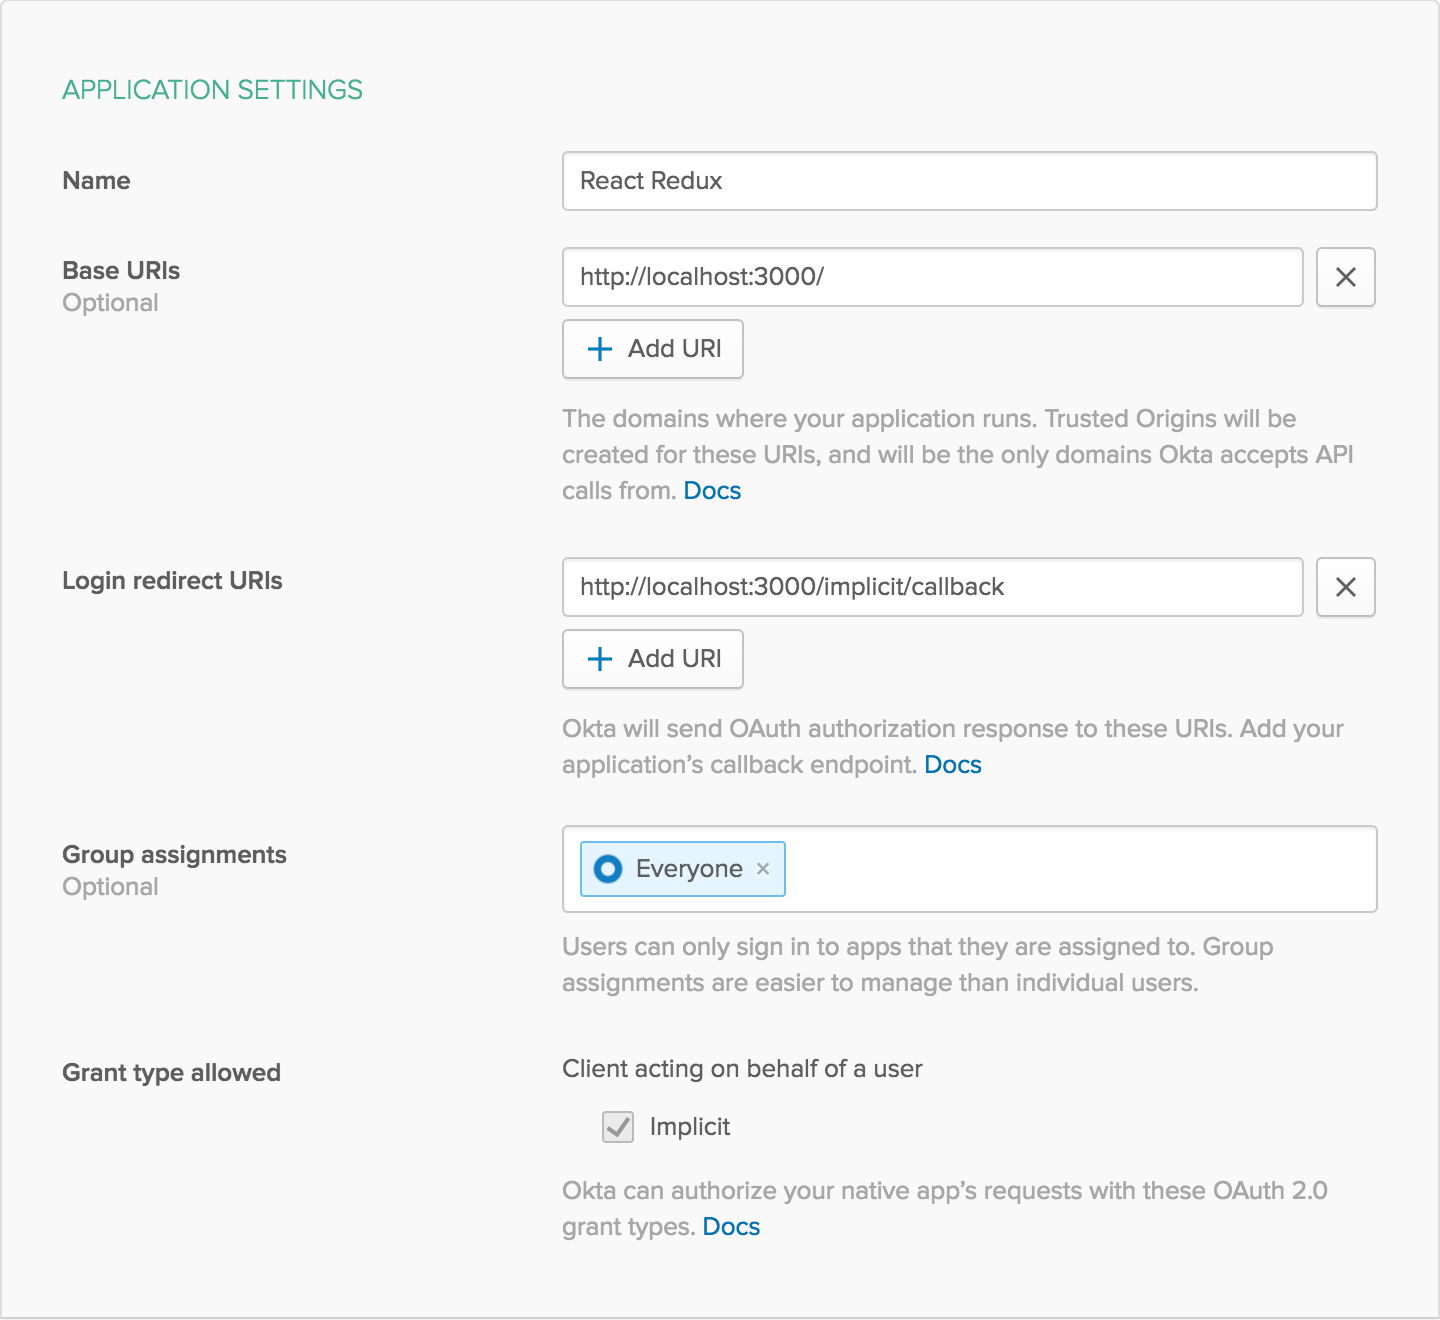 APPLICATION SETTINGS
Name
React Redux
Base URIs
Optional
http://localhost:3000/
Add URI
The domains where your application runs. Trusted Origins will be
created for these URIs, and will be the only domains Okta accepts API
calls from. Docs
Login redirect URIs
http://localhost:3000/implicit/callback
Add URI
Okta will send OAuth authorization response to these URIs. Add your
application’s callback endpoint. Docs
Group assignments
Optional
Everyone
Users can only sign in to apps that they are assigned to. Group
assignments are easier to manage than individual users.
Grant type allowed
Client acting on behalf of a user
Implicit
Okta can authorize your native app’s requests with these OAuth 2.0
grant types. Docs